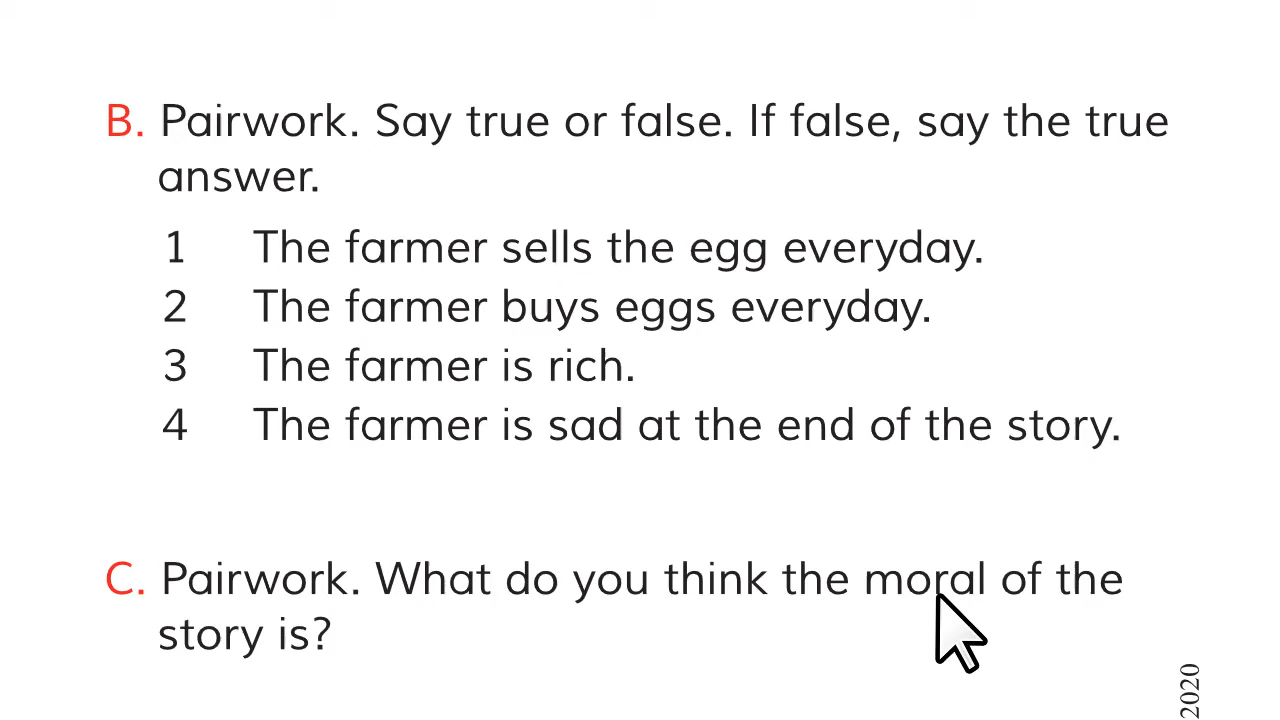 B. Pairwork. Say true or false. If false, say the true
answer.
1 The farmer sells the egg everyday.
2 The farmer buys eggs everyday.
3 The farmer is rich.
4 The farmer is sad at the end of the story.
C. Pairwork. What do you think the moral of the
story is?
2020